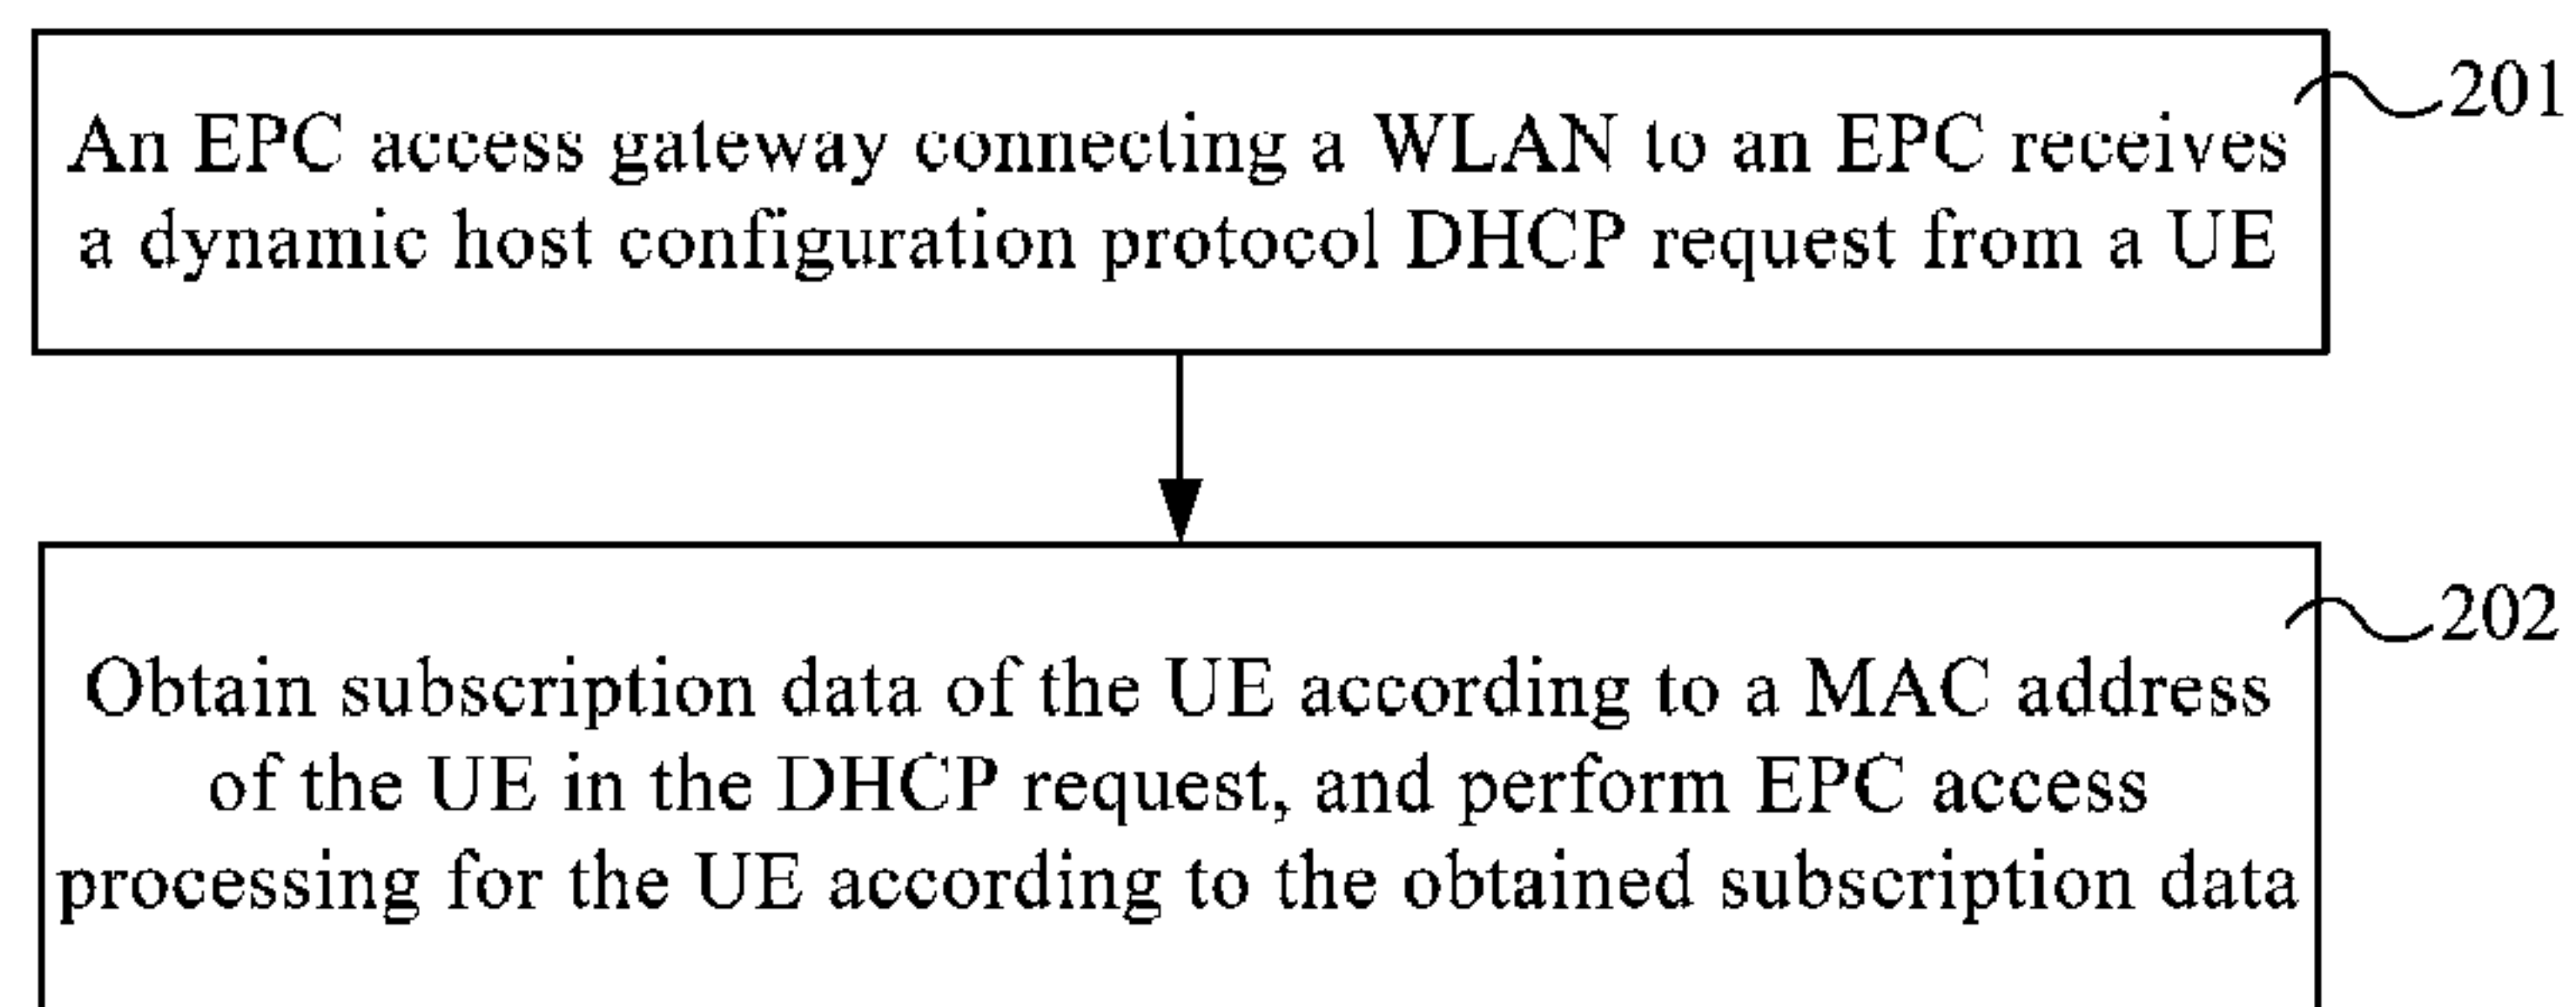 An EPC access gateway connecting a WLAN to an EPC receives
a dynamic host configuration protocol DHCP request from a UE
201
Obtain subscription data of the UE according to a MAC address
of the UE in the DHCP request, and perform EPC access
processing for the UE according to the obtained subscription data
202